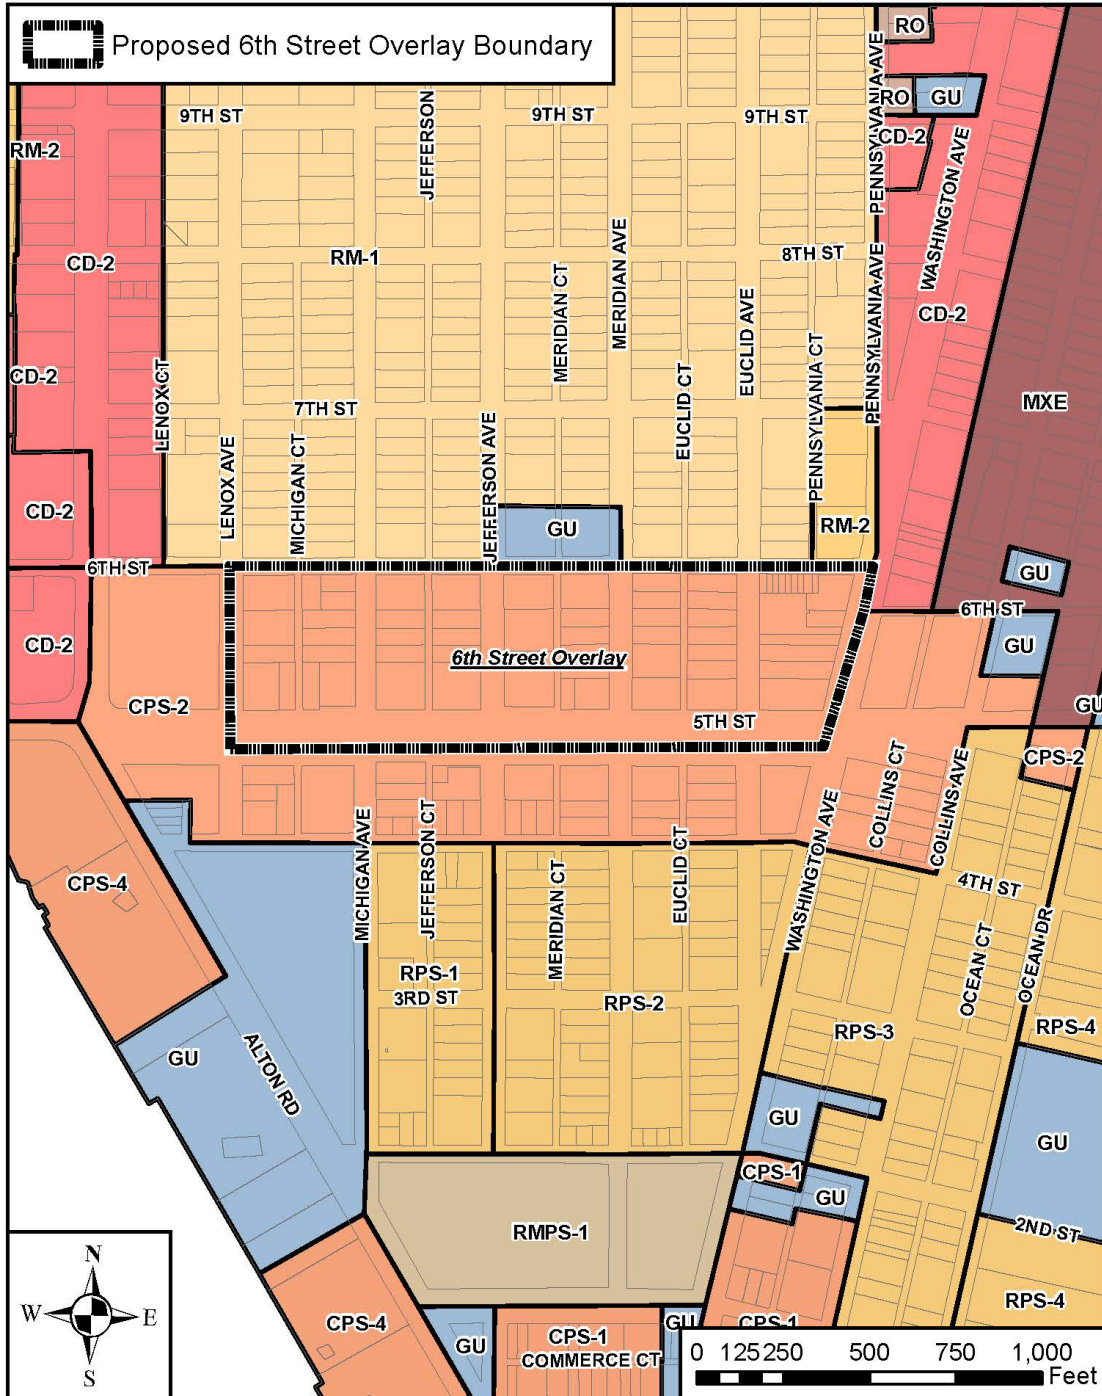 Proposed 6th Street Overlay Boundary
RO
RO
GU
CD-2
PENNSYLVANIA AVE
WASHINGTON AVE
9TH ST
JEFFERSON
9TH ST
9TH ST
RM-2
CD-2
RM-1
8TH ST
MERIDIAN AVE
MERIDIAN CT
EUCLID AVE
PENNSYLVANIA AVE
CD-2
CD-2
LENOX CT
7TH ST
EUCLID CT
PENNSYLVANIA CT
MXE
LENOX AVE
MICHIGAN CT
JEFFERSON AVE
CD-2
GU
RM-2
6TH ST
GU
6TH ST
CD-2
6th Street Overlay
GU
CPS-2
5TH ST
GU
CPS-2
COLLINS CT
COLLINS AVE
MICHIGAN AVE
JEFFERSON CT
MERIDIAN CT
EUCLID CT
WASHINGTON AVE
CPS-4
4TH ST
OCEAN CT
OCEAN DR
RPS-1
3RD ST
RPS-2
RPS-3
RPS-4
GU
ALTON RD
GU
GU
CPS-1
GU
RMPS-1
2ND ST
RPS-4
CPS-4
GU
CPS-1
COMMERCE CT
GU
CPS-1
N
W
E
S
0 125 250 500 750 1,000
Feet